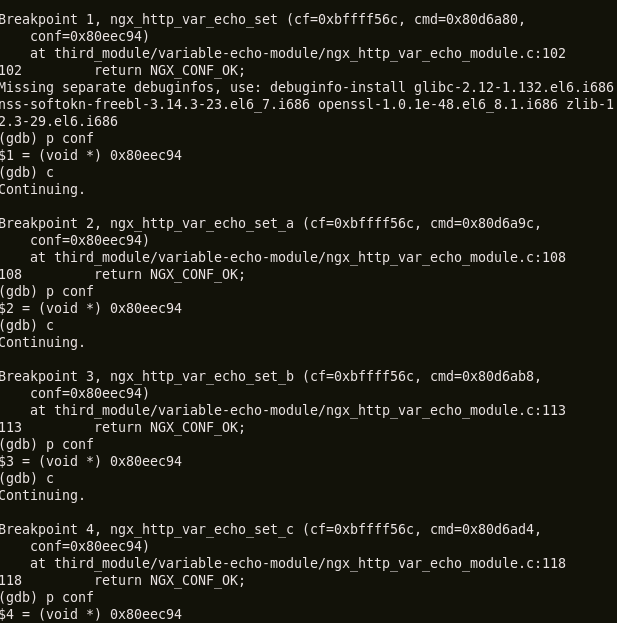 Breakpoint 1, ngx_http_var_echo_set (cf=0xbffff56c, cmd=0x80d6a80,
    conf=0x80eec94)
    at third_module/variable-echo-module/ngx_http_var_echo_module.c:102
102         return NGX_CONF_OK;
Missing separate debuginfos, use: debuginfo-install glibc-2.12-1.132.el6.i686
nss-softokn-freebl-3.14.3-23.el6_7.i686 openssl-1.0.1e-48.el6_8.1.i686 zlib-1
2.3-29.el6.i686
(gdb) p conf
$1 = (void *) 0x80eec94
(gdb) c
Continuing.

Breakpoint 2, ngx_http_var_echo_set_a (cf=0xbffff56c, cmd=0x80d6a9c,
    conf=0x80eec94)
    at third_module/variable-echo-module/ngx_http_var_echo_module.c:108
108         return NGX_CONF_OK;
(gdb) p conf
$2 = (void *) 0x80eec94
(gdb) c
Continuing.

Breakpoint 3, ngx_http_var_echo_set_b (cf=0xbffff56c, cmd=0x80d6ab8,
    conf=0x80eec94)
    at third_module/variable-echo-module/ngx_http_var_echo_module.c:113
113         return NGX_CONF_OK;
(gdb) p conf
$3 = (void *) 0x80eec94
(gdb) c
Continuing.

Breakpoint 4, ngx_http_var_echo_set_c (cf=0xbffff56c, cmd=0x80d6ad4,
    conf=0x80eec94)
    at third_module/variable-echo-module/ngx_http_var_echo_module.c:118
118         return NGX_CONF_OK;
(gdb) p conf
$4 = (void *) 0x80eec94